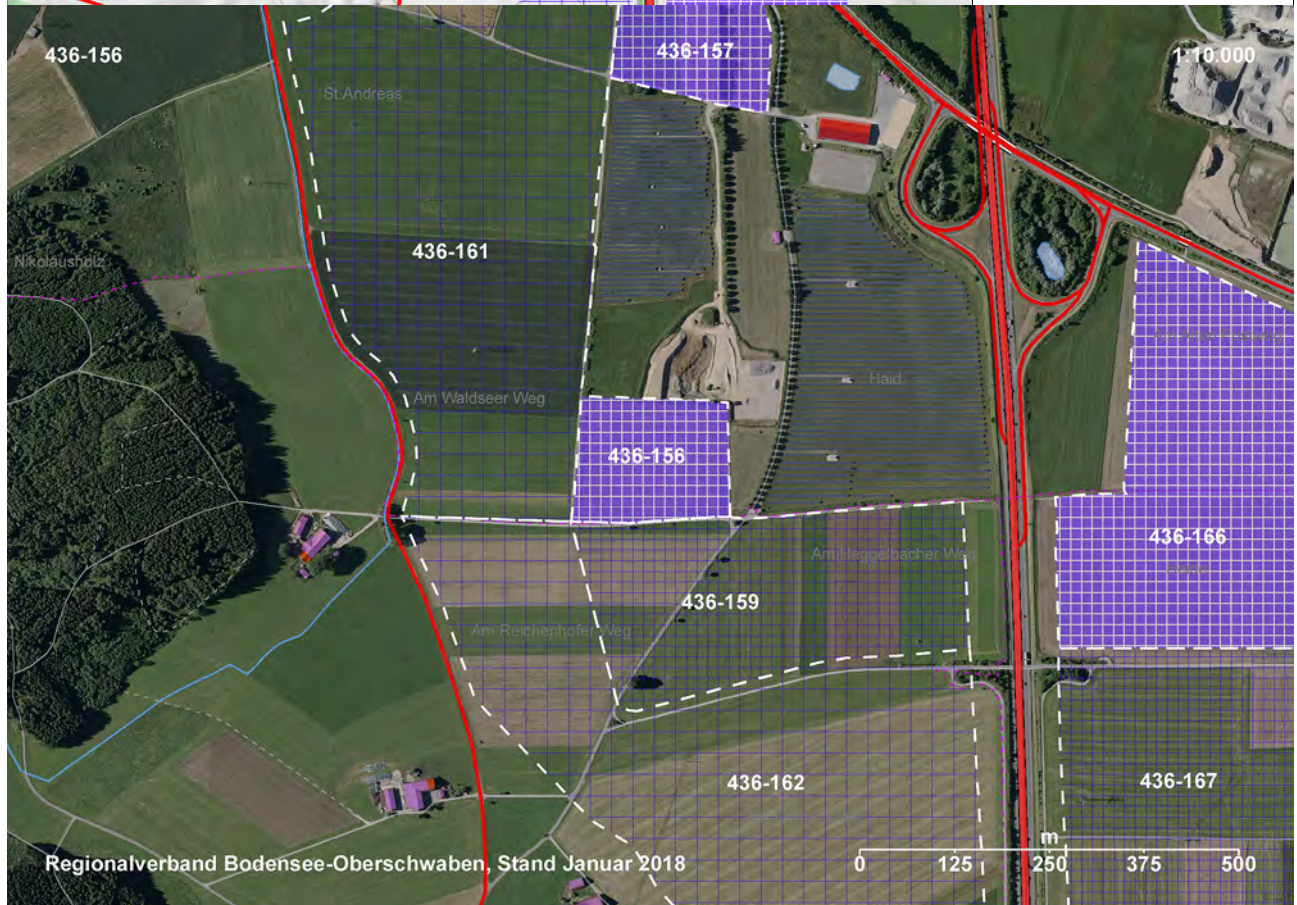 436-156
436-157
1:10.000
St.Andreas
436-161
Nikolausholz
Haid
Am Waldseer Weg
436-156
436-166
Am Heggelbacher Weg
436-159
Am Reichenhofer Weg
436-162
436-167
m
Regionalverband Bodensee-Oberschwaben, Stand Januar 2018
0 125 250 375 500